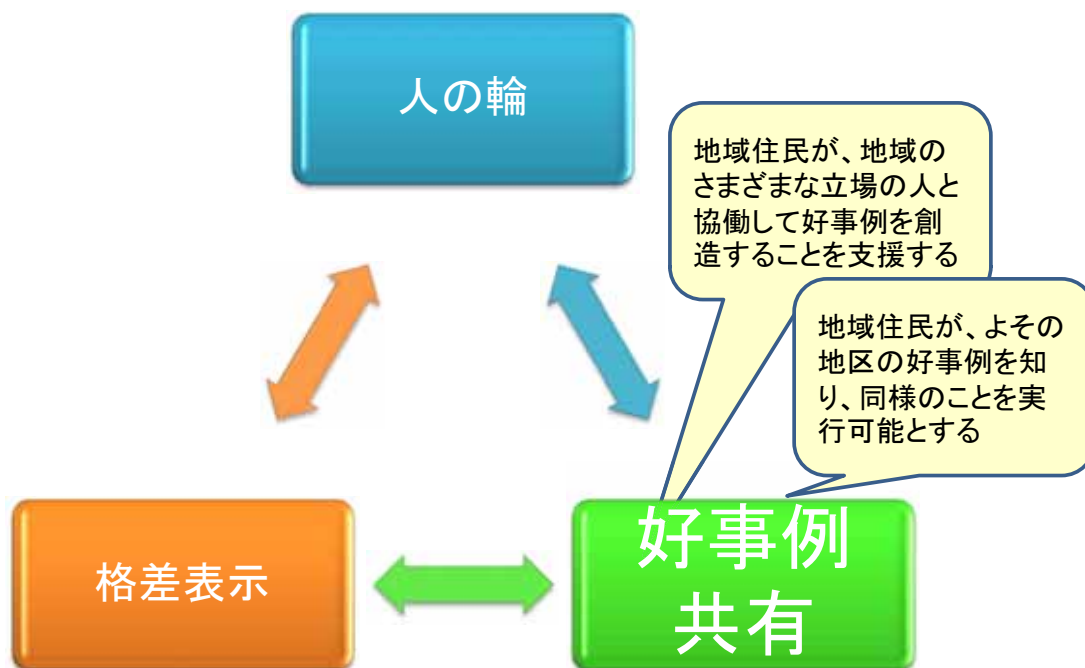 人の輪
地域住民が、地域の
さまざまな立場の人と
協働して好事例を創
造することを支援する
地域住民が、よその
地区の好事例を知
り、同様のことを実
行可能とする
格差表示
好事例
共有